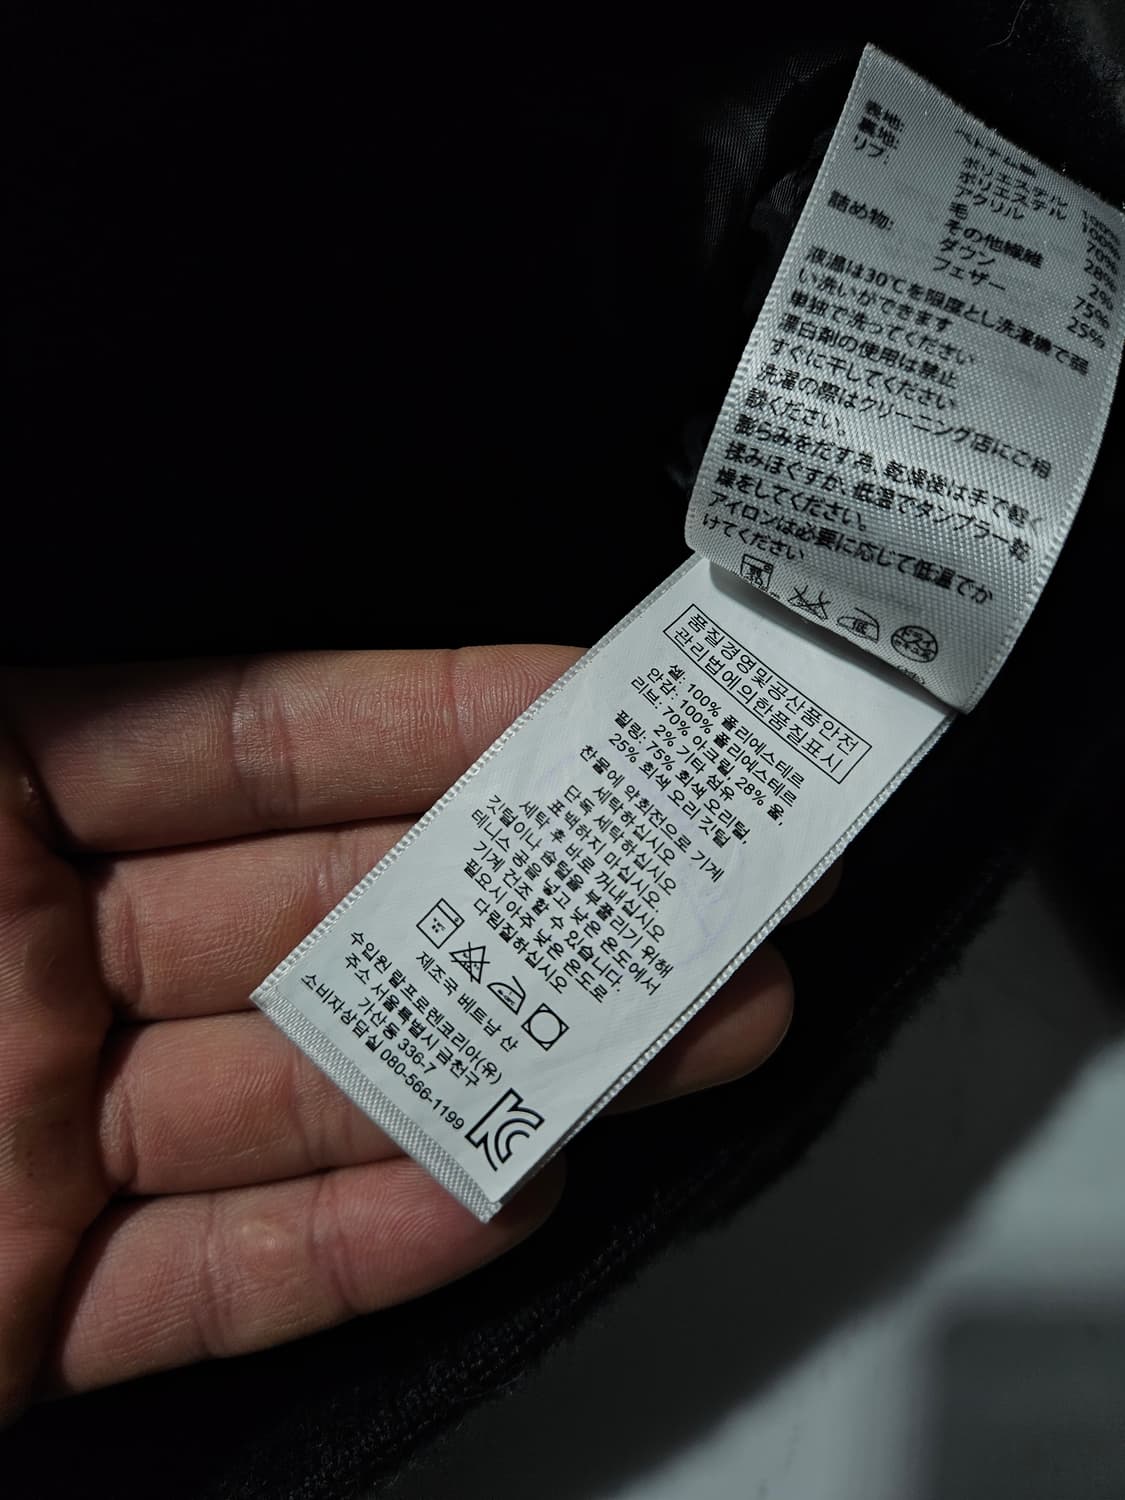 ベトナム製
表地: ポリエステル 100%
裏地: ポリエステル 100%
リブ: アクリル 70%
毛 28%
その他繊維 2%
詰め物: ダウン 75%
フェザー 25%
液温は30℃を限度とし洗濯機で弱
い洗いができます
単独で洗ってください
漂白剤の使用は禁止
すぐに干してください
洗濯の際はクリーニング店にご相
談ください。
膨らみをだす為、乾燥後は手で軽く
揉みほぐすか、低温でタンブラー乾
燥をしてください。
アイロンは必要に応じて低温でか
けてください
低
ドライ
품질경영및공산품안전
관리법에의한품질표시
셸: 100% 폴리에스테르
안감: 100% 폴리에스테르
리브: 70% 아크릴, 28% 울,
2% 기타 섬유
필링: 75% 회색 오리털,
25% 회색 오리 깃털
찬물에 약회전으로 기계
세탁하십시오
단독 세탁하십시오
표백하지 마십시오.
세탁 후 바로 꺼내십시오
깃털이나 솜털을 부풀리기 위해
테니스 공을 넣고 낮은 온도에서
기계 건조 할 수 있습니다.
필요시 아주 낮은 온도로
다림질하십시오
제조국 베트남 산
수입원 랄프로렌코리아(유)
주소 서울특별시 금천구
가산동 336-7
소비자상담실 080-566-1199